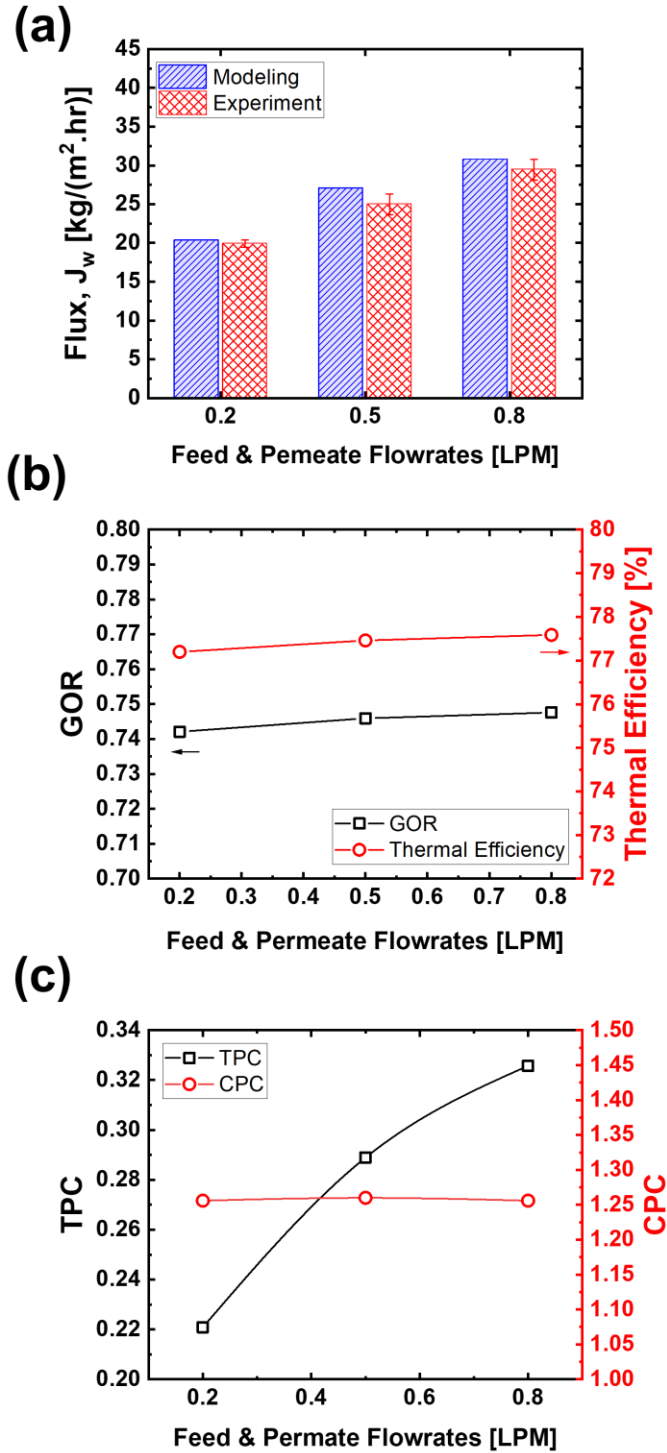 (a)
Flux, J_w [kg/(m².hr)]
45
40
35
30
25
20
15
10
5
0
Modeling
Experiment
0.2 0.5 0.8
Feed & Pemeate Flowrates [LPM]
(b)
GOR
0.80
0.79
0.78
0.77
0.76
0.75
0.74
0.73
0.72
0.71
0.70
GOR
Thermal Efficiency
80
79
78
77
76
75
74
73
72
Thermal Efficiency [%]
0.2 0.3 0.4 0.5 0.6 0.7 0.8
Feed & Permeate Flowrates [LPM]
(c)
TPC
0.34
0.32
0.30
0.28
0.26
0.24
0.22
0.20
TPC
CPC
1.50
1.45
1.40
1.35
1.30
1.25
1.20
1.15
1.10
1.05
1.00
CPC
0.2 0.4 0.6 0.8
Feed & Permate Flowrates [LPM]